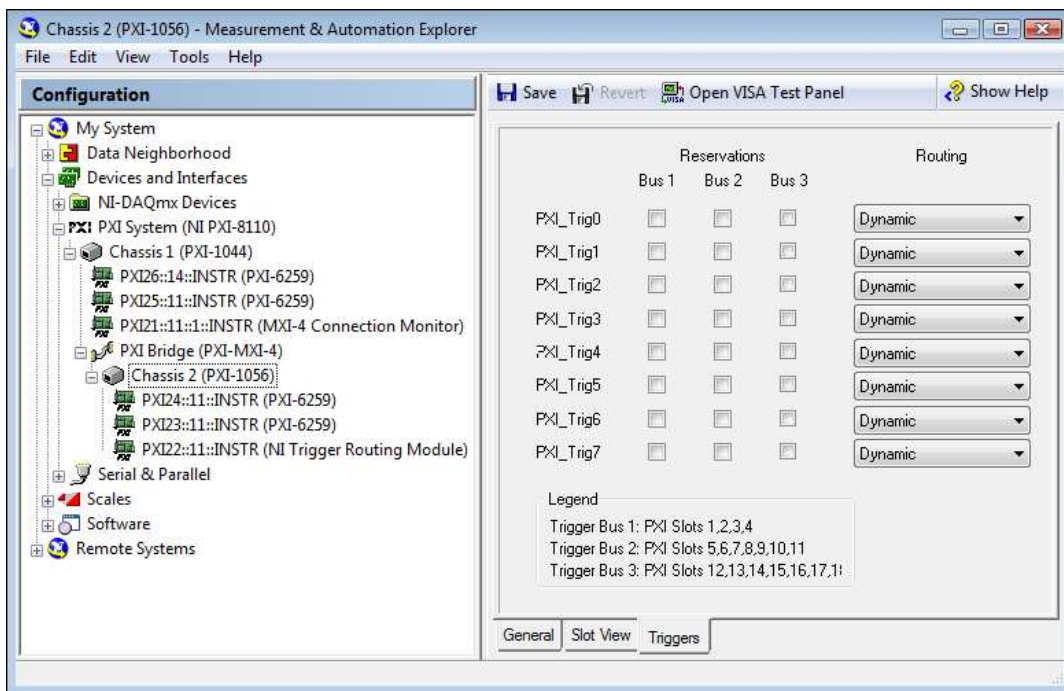 Chassis 2 (PXI-1056) - Measurement & Automation Explorer
File Edit View Tools Help
Configuration
My System
Data Neighborhood
Devices and Interfaces
NI-DAQmx Devices
PXI PXI System (NI PXI-8110)
Chassis 1 (PXI-1044)
PXI26::14::INSTR (PXI-6259)
PXI25::11::INSTR (PXI-6259)
PXI21::11::1::INSTR (MXI-4 Connection Monitor)
PXI Bridge (PXI-MXI-4)
Chassis 2 (PXI-1056)
PXI24::11::INSTR (PXI-6259)
PXI23::11::INSTR (PXI-6259)
PXI22::11::INSTR (NI Trigger Routing Module)
Serial & Parallel
Scales
Software
Remote Systems
Save Revert Open VISA Test Panel Show Help
Reservations Routing
Bus 1 Bus 2 Bus 3
PXI_Trig0 Dynamic
PXI_Trig1 Dynamic
PXI_Trig2 Dynamic
PXI_Trig3 Dynamic
PXI_Trig4 Dynamic
PXI_Trig5 Dynamic
PXI_Trig6 Dynamic
PXI_Trig7 Dynamic
Legend
Trigger Bus 1: PXI Slots 1,2,3,4
Trigger Bus 2: PXI Slots 5,6,7,8,9,10,11
Trigger Bus 3: PXI Slots 12,13,14,15,16,17,
General Slot View Triggers